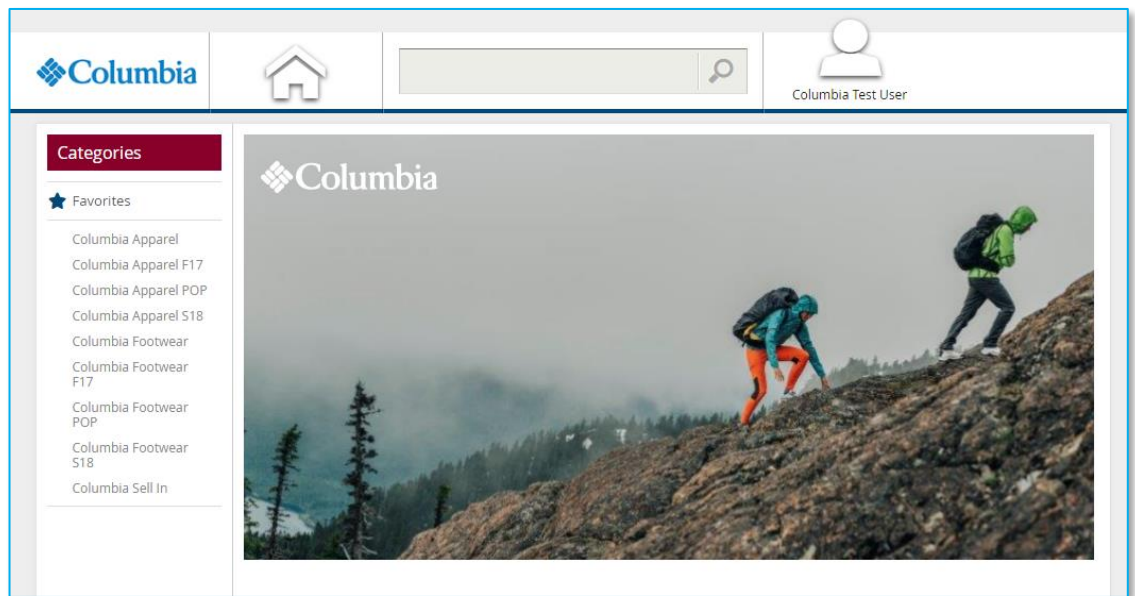 Columbia
Columbia Test User
Categories
Favorites
Columbia Apparel
Columbia Apparel F17
Columbia Apparel POP
Columbia Apparel S18
Columbia Footwear
Columbia Footwear
F17
Columbia Footwear
POP
Columbia Footwear
S18
Columbia Sell In
Columbia